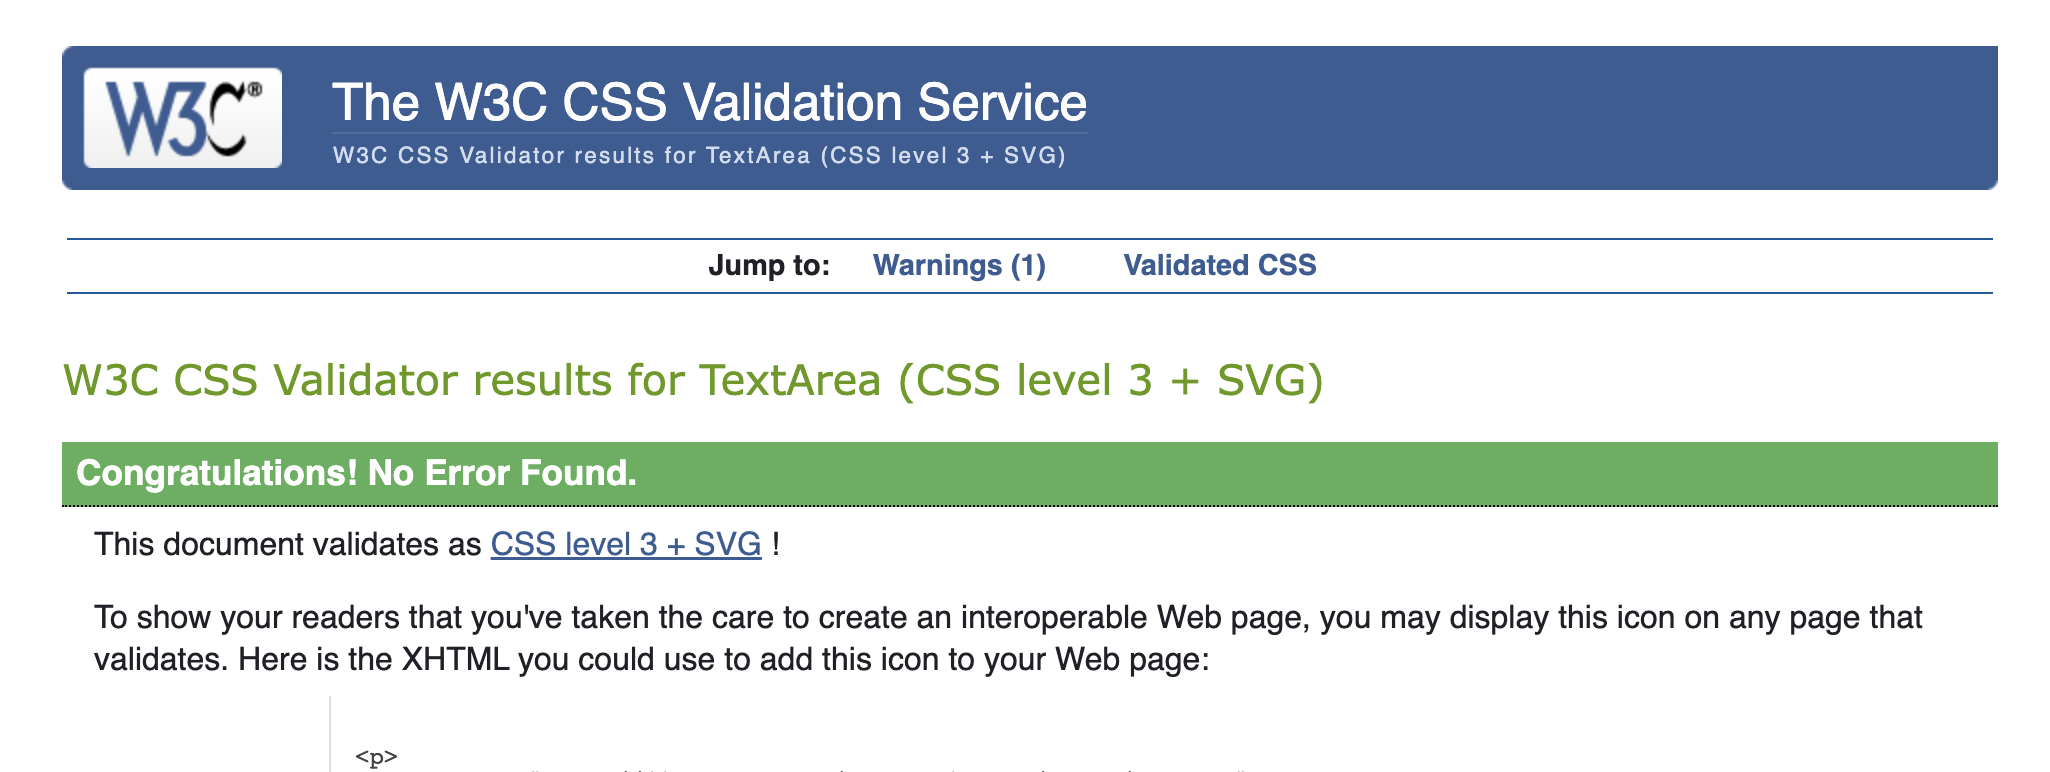 W3C®
The W3C CSS Validation Service
W3C CSS Validator results for TextArea (CSS level 3 + SVG)
Jump to: Warnings (1) Validated CSS
W3C CSS Validator results for TextArea (CSS level 3 + SVG)
Congratulations! No Error Found.
This document validates as CSS level 3 + SVG !
To show your readers that you've taken the care to create an interoperable Web page, you may display this icon on any page that
validates. Here is the XHTML you could use to add this icon to your Web page:
<p>